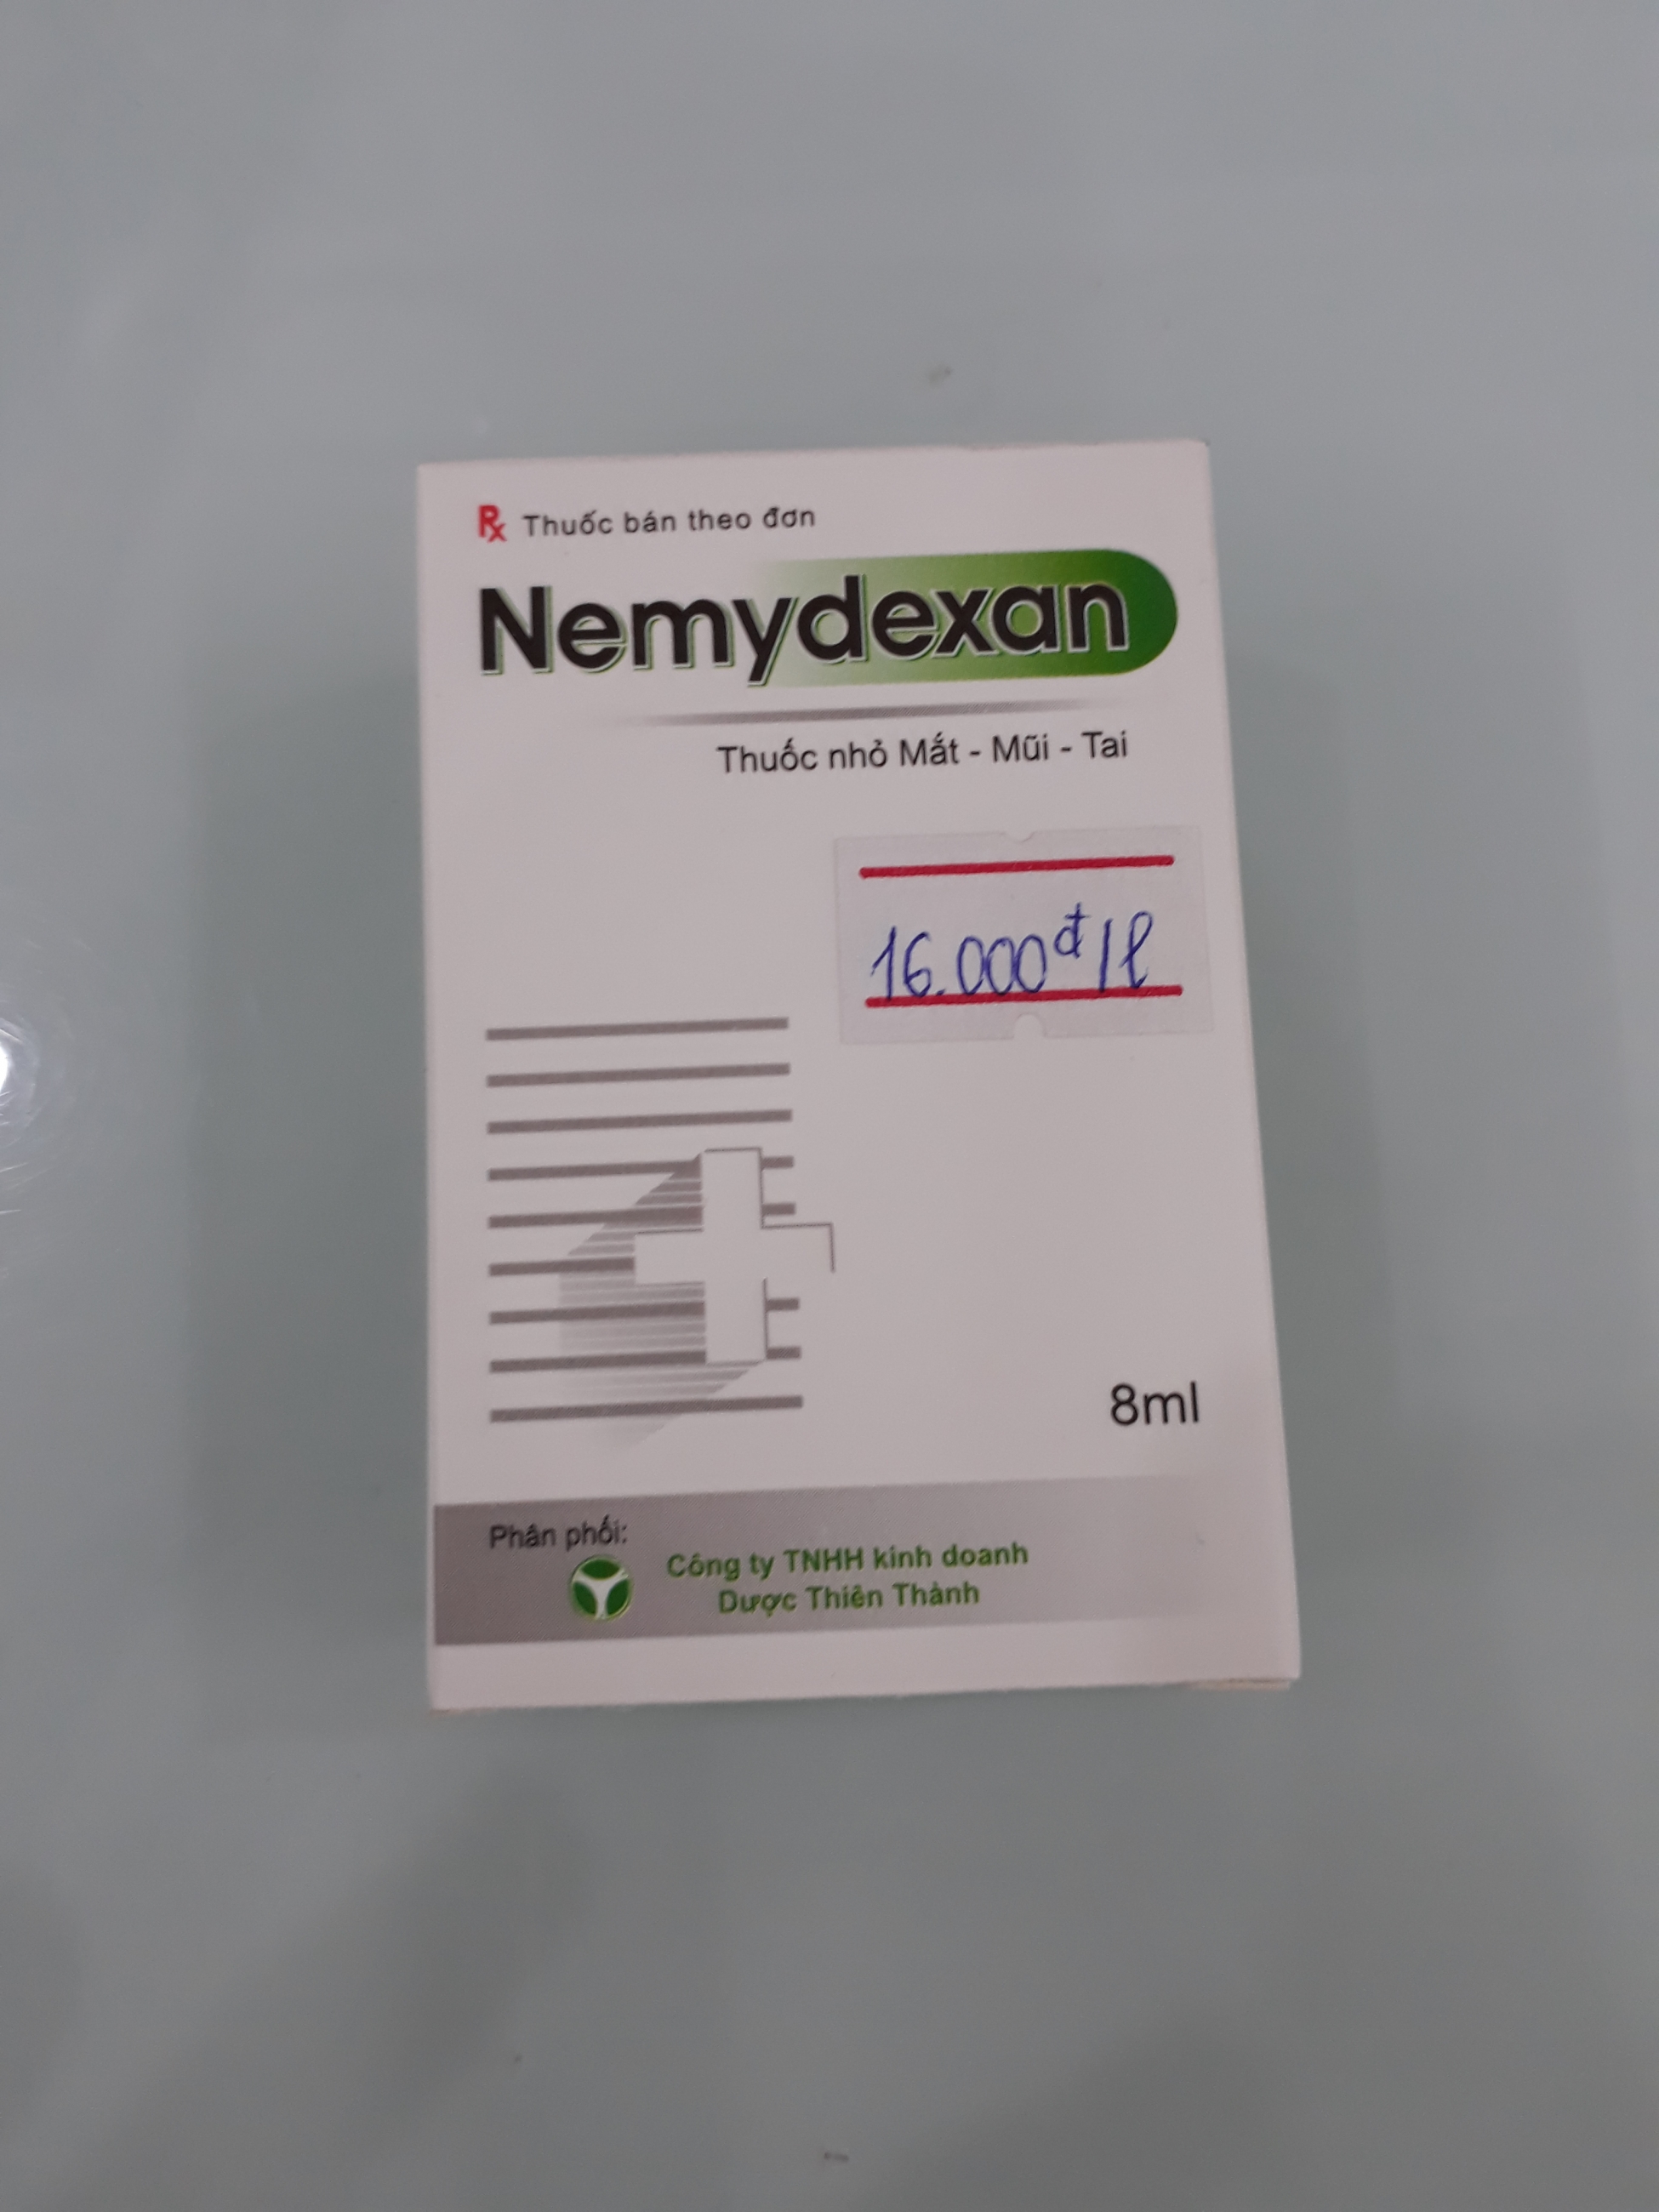 Rx Thuốc bán theo đơn
Nemydexan
Thuốc nhỏ Mắt - Mũi - Tai
16.000đ/l
8ml
Phân phối:
Công ty TNHH kinh doanh
Dược Thiên Thành